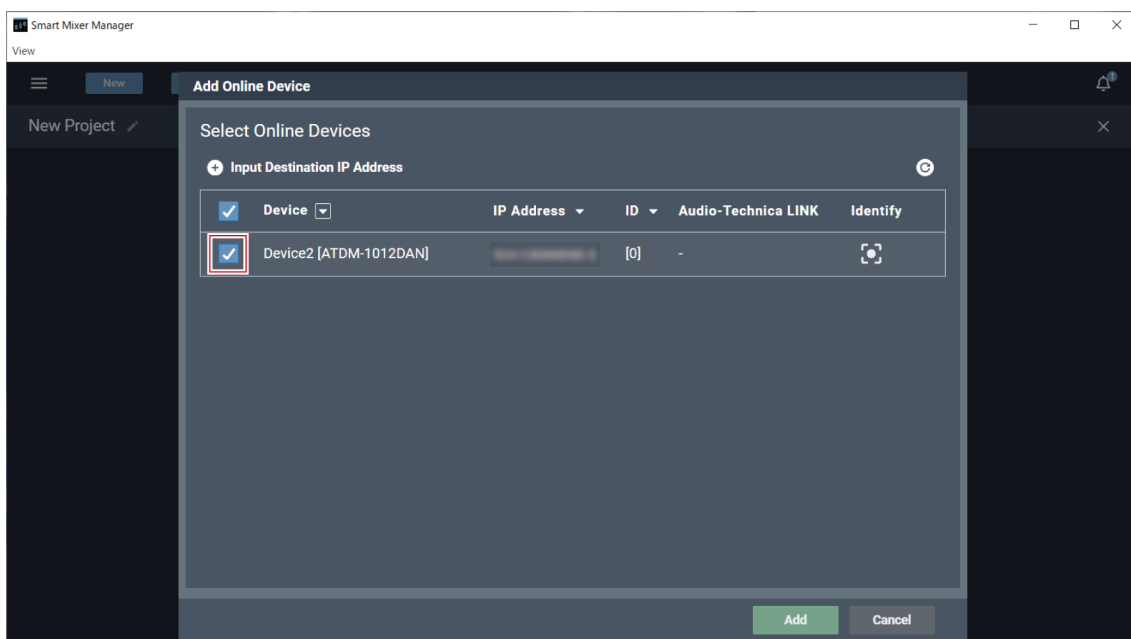 Smart Mixer Manager
View
New
New Project
Add Online Device
Select Online Devices
Input Destination IP Address
Device IP Address ID Audio-Technica LINK Identify
Device2 [ATDM-1012DAN] [0] -
Add Cancel